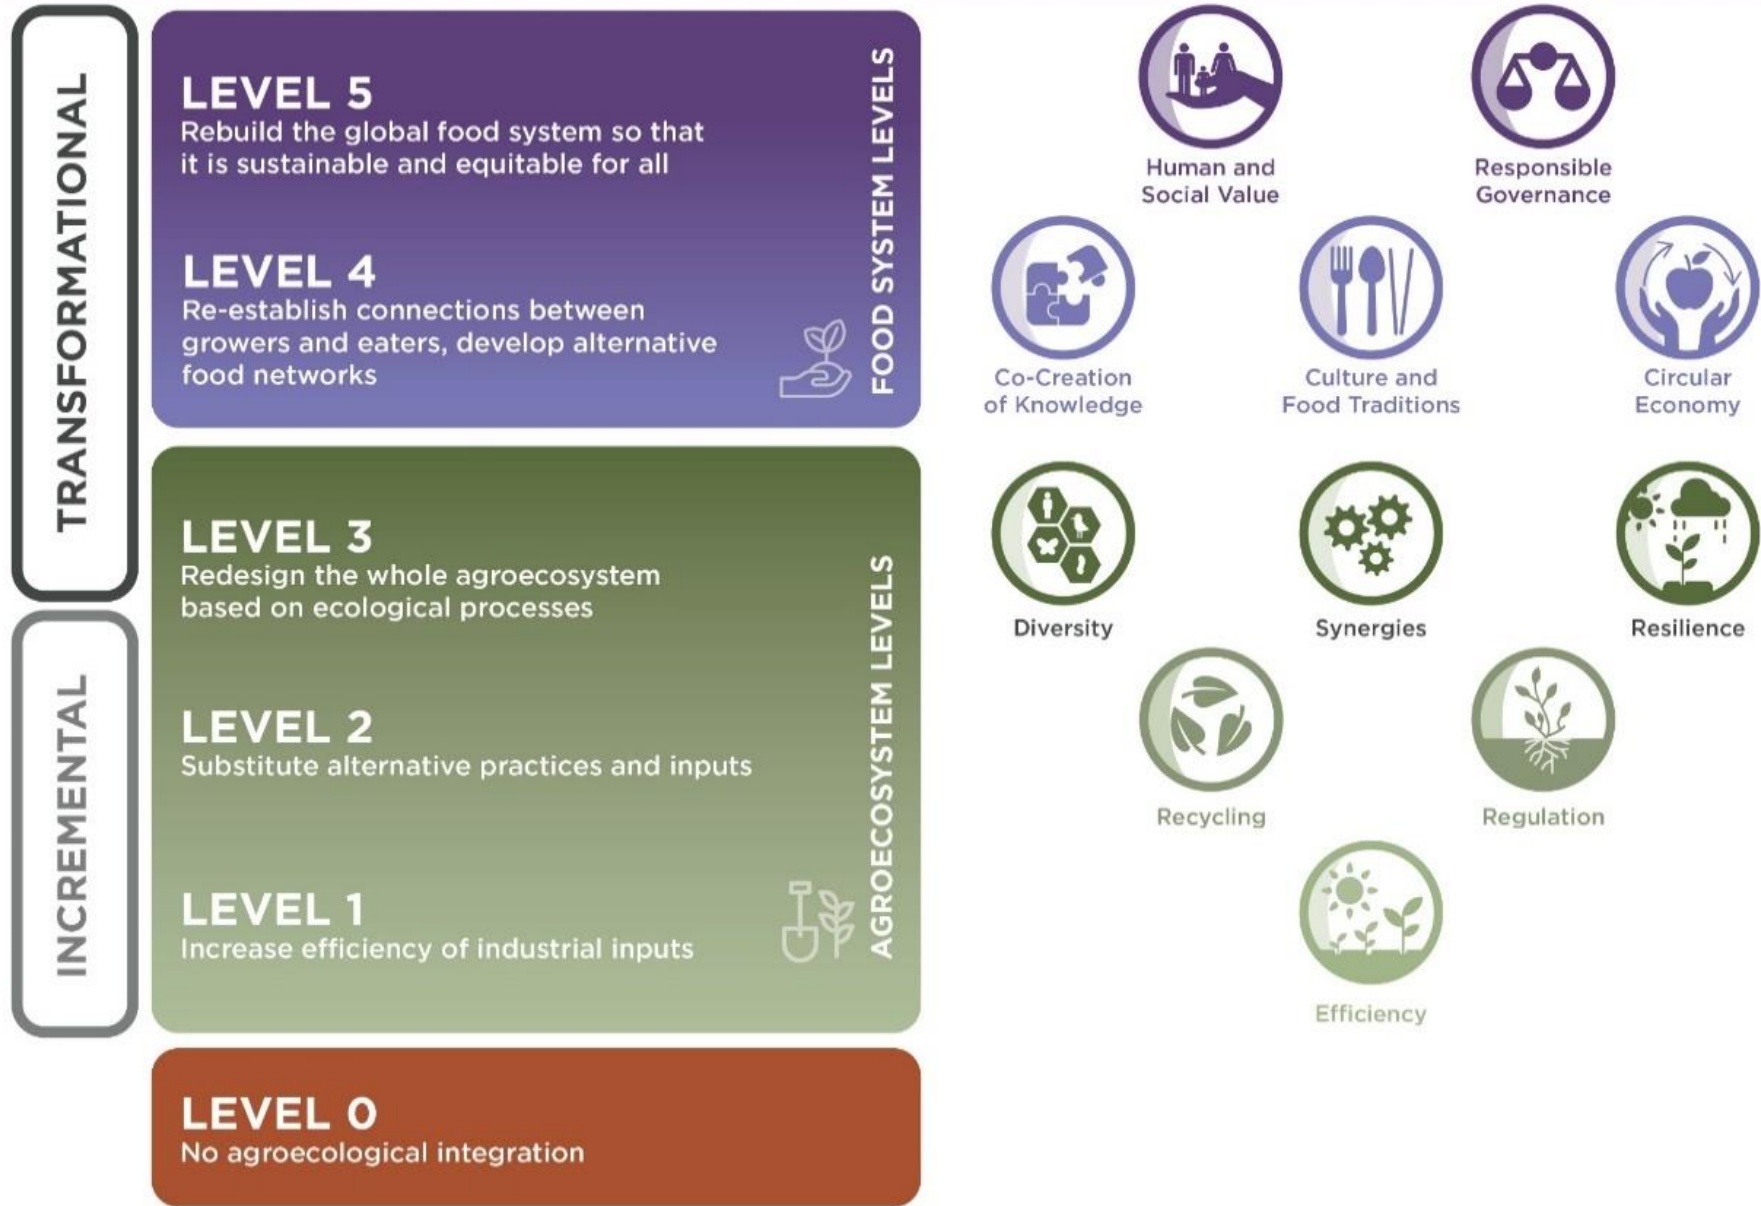 TRANSFORMATIONAL
INCREMENTAL
LEVEL 5
Rebuild the global food system so that
it is sustainable and equitable for all
LEVEL 4
Re-establish connections between
growers and eaters, develop alternative
food networks
FOOD SYSTEM LEVELS
LEVEL 3
Redesign the whole agroecosystem
based on ecological processes
LEVEL 2
Substitute alternative practices and inputs
LEVEL 1
Increase efficiency of industrial inputs
AGROECOSYSTEM LEVELS
LEVEL 0
No agroecological integration
Human and
Social Value
Responsible
Governance
Co-Creation
of Knowledge
Culture and
Food Traditions
Circular
Economy
Diversity
Synergies
Resilience
Recycling
Regulation
Efficiency